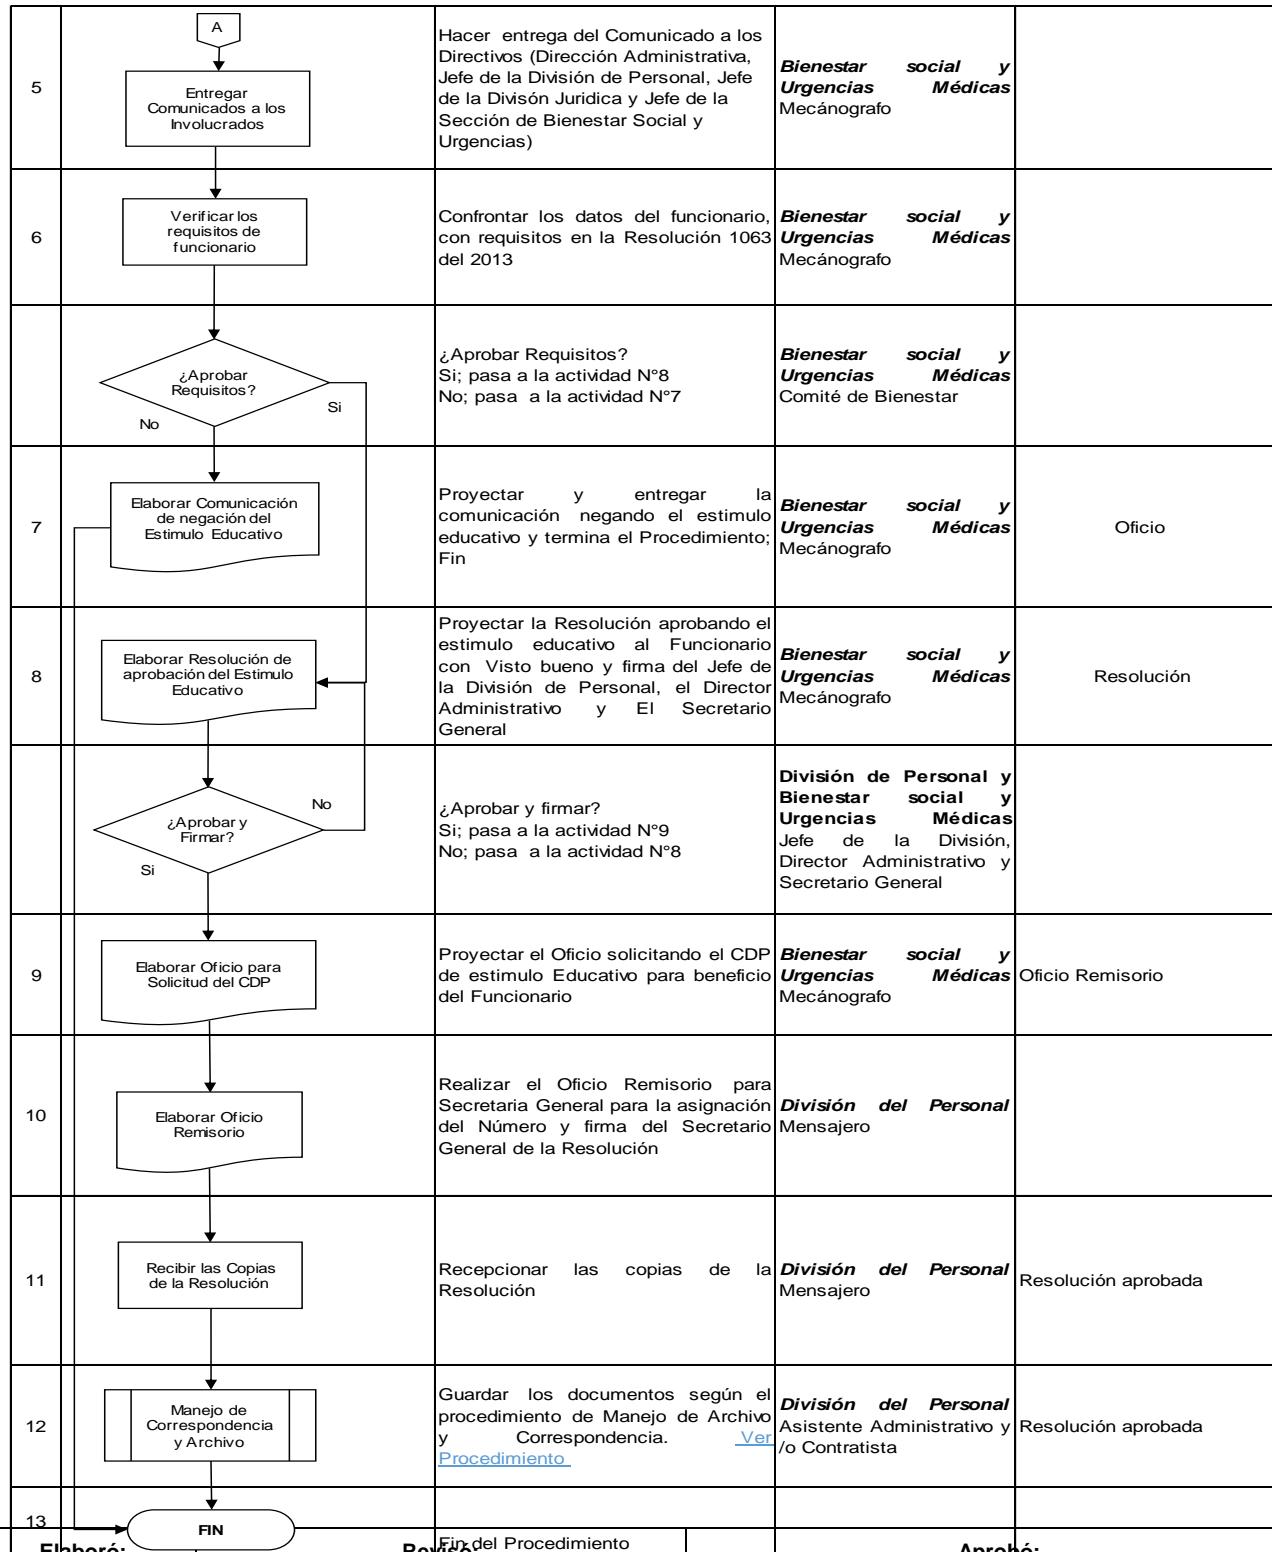 A
5
Entregar
Comunicados a los
Involucrados
Hacer entrega del Comunicado a los
Directivos (Dirección Administrativa,
Jefe de la División de Personal, Jefe
de la Divisón Juridica y Jefe de la
Sección de Bienestar Social y
Urgencias)
Bienestar social y
Urgencias Médicas
Mecánografo
6
Verificar los
requisitos de
funcionario
Confrontar los datos del funcionario,
con requisitos en la Resolución 1063
del 2013
Bienestar social y
Urgencias Médicas
Mecánografo
¿Aprobar
Requisitos?
Si
No
¿Aprobar Requisitos?
Si; pasa a la actividad N°8
No; pasa a la actividad N°7
Bienestar social y
Urgencias Médicas
Comité de Bienestar
7
Elaborar Comunicación
de negación del
Estimulo Educativo
Proyectar y entregar la
comunicación negando el estimulo
educativo y termina el Procedimiento;
Fin
Bienestar social y
Urgencias Médicas
Mecánografo
Oficio
8
Elaborar Resolución de
aprobación del Estimulo
Educativo
Proyectar la Resolución aprobando el
estimulo educativo al Funcionario
con Visto bueno y firma del Jefe de
la División de Personal, el Director
Administrativo y El Secretario
General
Bienestar social y
Urgencias Médicas
Mecánografo
Resolución
¿Aprobar y
Firmar?
No
Si
¿Aprobar y firmar?
Si; pasa a la actividad N°9
No; pasa a la actividad N°8
División de Personal y
Bienestar social y
Urgencias Médicas
Jefe de la División,
Director Administrativo y
Secretario General
9
Elaborar Oficio para
Solicitud del CDP
Proyectar el Oficio solicitando el CDP
de estimulo Educativo para beneficio
del Funcionario
Bienestar social y
Urgencias Médicas
Mecánografo
Oficio Remisorio
10
Elaborar Oficio
Remisorio
Realizar el Oficio Remisorio para
Secretaria General para la asignación
del Número y firma del Secretario
General de la Resolución
División del Personal
Mensajero
11
Recibir las Copias
de la Resolución
Recepcionar las copias de la
Resolución
División del Personal
Mensajero
Resolución aprobada
12
Manejo de
Correspondencia
y Archivo
Guardar los documentos según el
procedimiento de Manejo de Archivo
y Correspondencia. Ver
Procedimiento
División del Personal
Asistente Administrativo y
/o Contratista
Resolución aprobada
13
FIN
Fin del Procedimiento
Elaboró:
Revisó:
Aprobó: